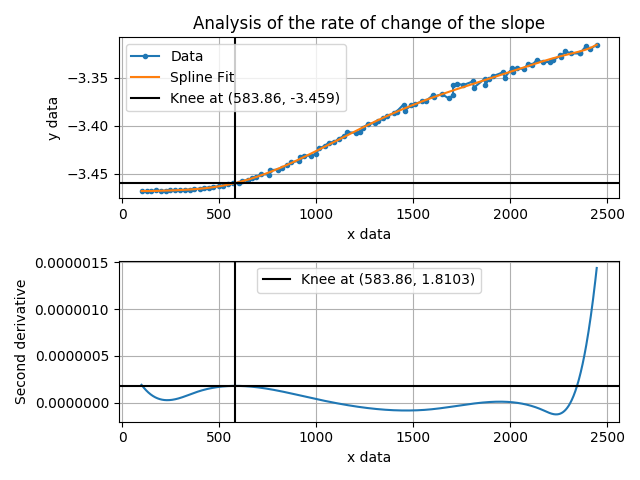 Analysis of the rate of change of the slope
Data
Spline Fit
Knee at (583.86, -3.459)
y data
−3.35
−3.40
−3.45
0 500 1000 1500 2000 2500
x data
Knee at (583.86, 1.8103)
Second derivative
0.0000015
0.0000010
0.0000005
0.0000000
0 500 1000 1500 2000 2500
x data